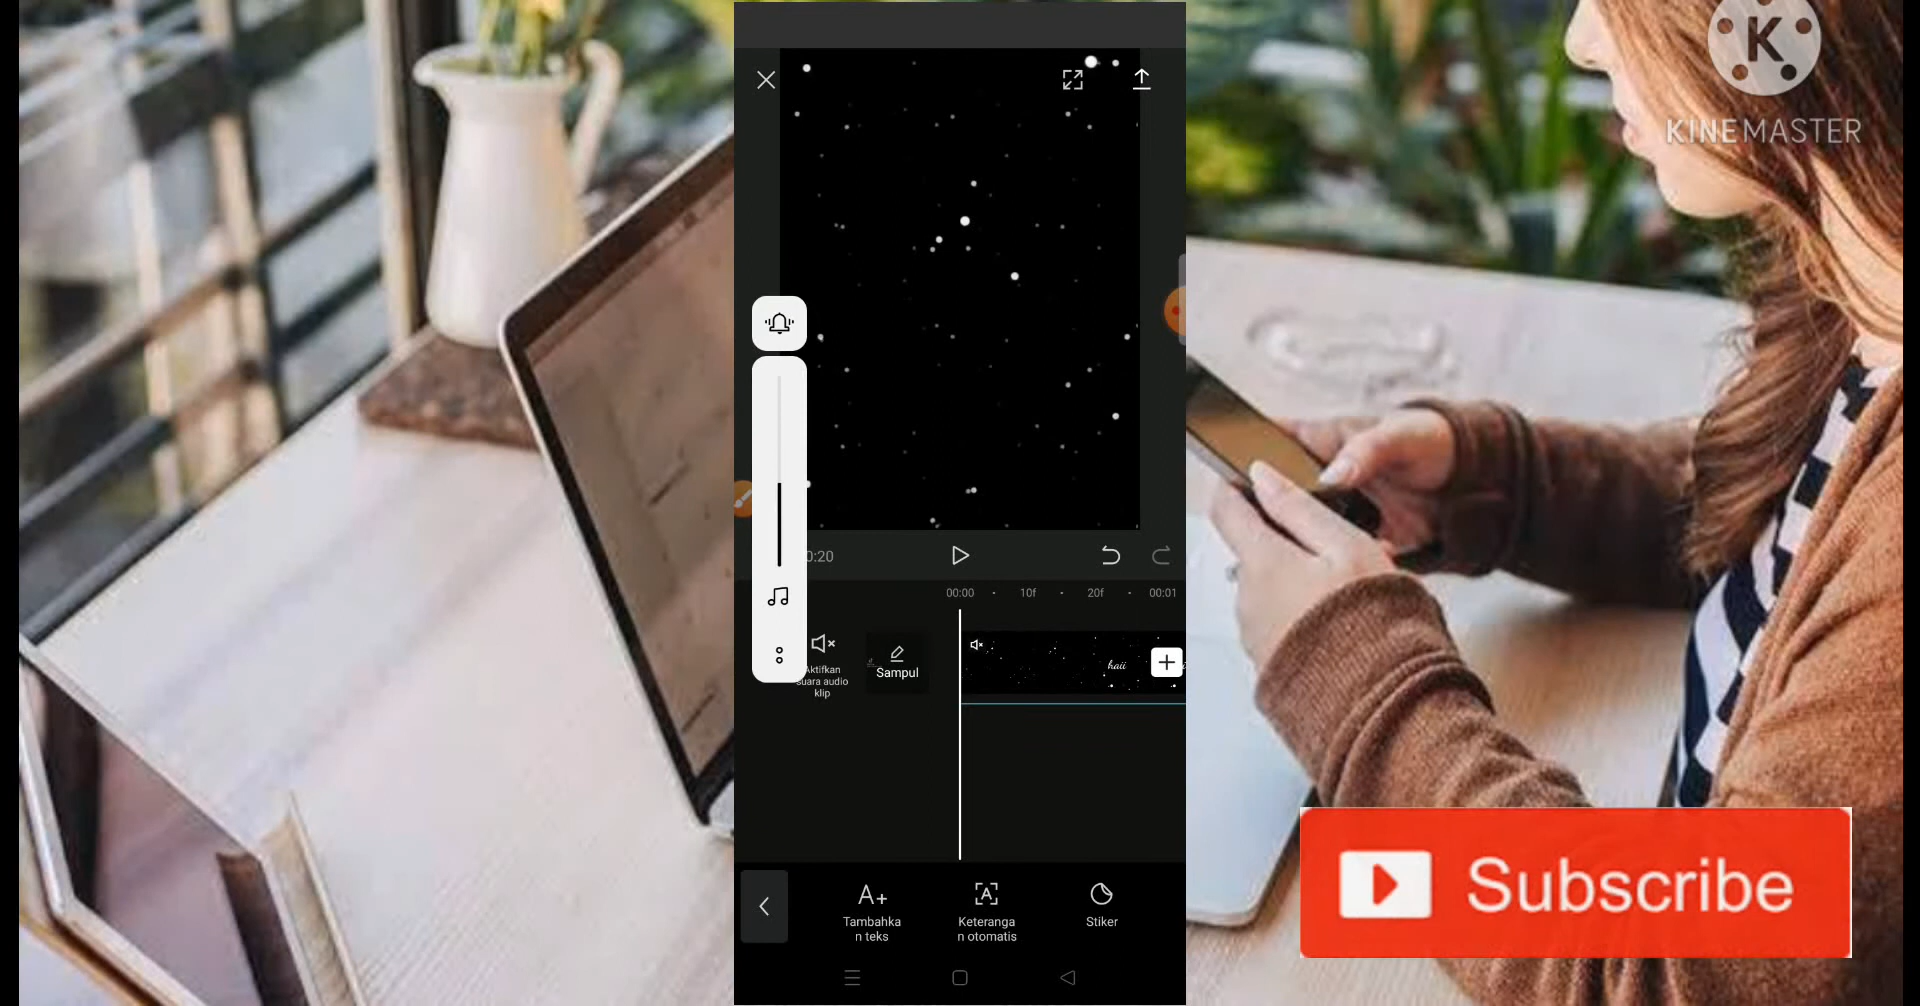 K
KINEMASTER
0:20
00:00
10f
20f
00:01
Aktifkan
suara audio
klip
Sampul
haii
Tambahka
n teks
Keteranga
n otomatis
Stiker
Subscribe